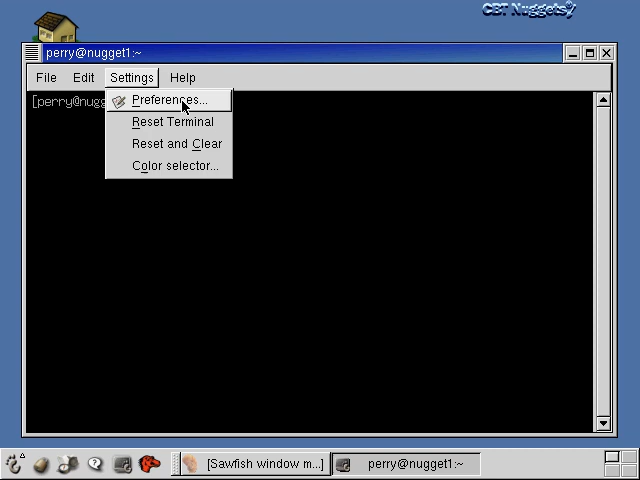 CBT Nuggets
perry@nugget1:~
File Edit Settings Help
[perry@nugg
Preferences...
Reset Terminal
Reset and Clear
Color selector...
[Sawfish window m...] perry@nugget1:~